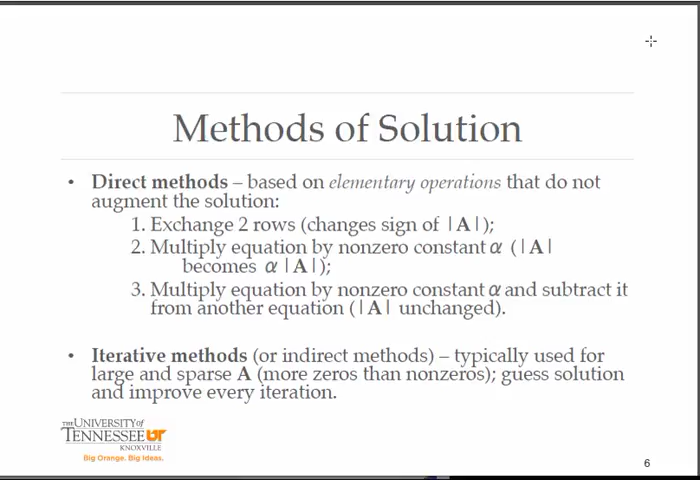 Methods of Solution
• Direct methods – based on elementary operations that do not
augment the solution:
1. Exchange 2 rows (changes sign of |A|);
2. Multiply equation by nonzero constant α (|A|
becomes α|A|);
3. Multiply equation by nonzero constant α and subtract it
from another equation (|A| unchanged).
• Iterative methods (or indirect methods) – typically used for
large and sparse A (more zeros than nonzeros); guess solution
and improve every iteration.
THE UNIVERSITY of
TENNESSEE UT
KNOXVILLE
Big Orange. Big Ideas.
6